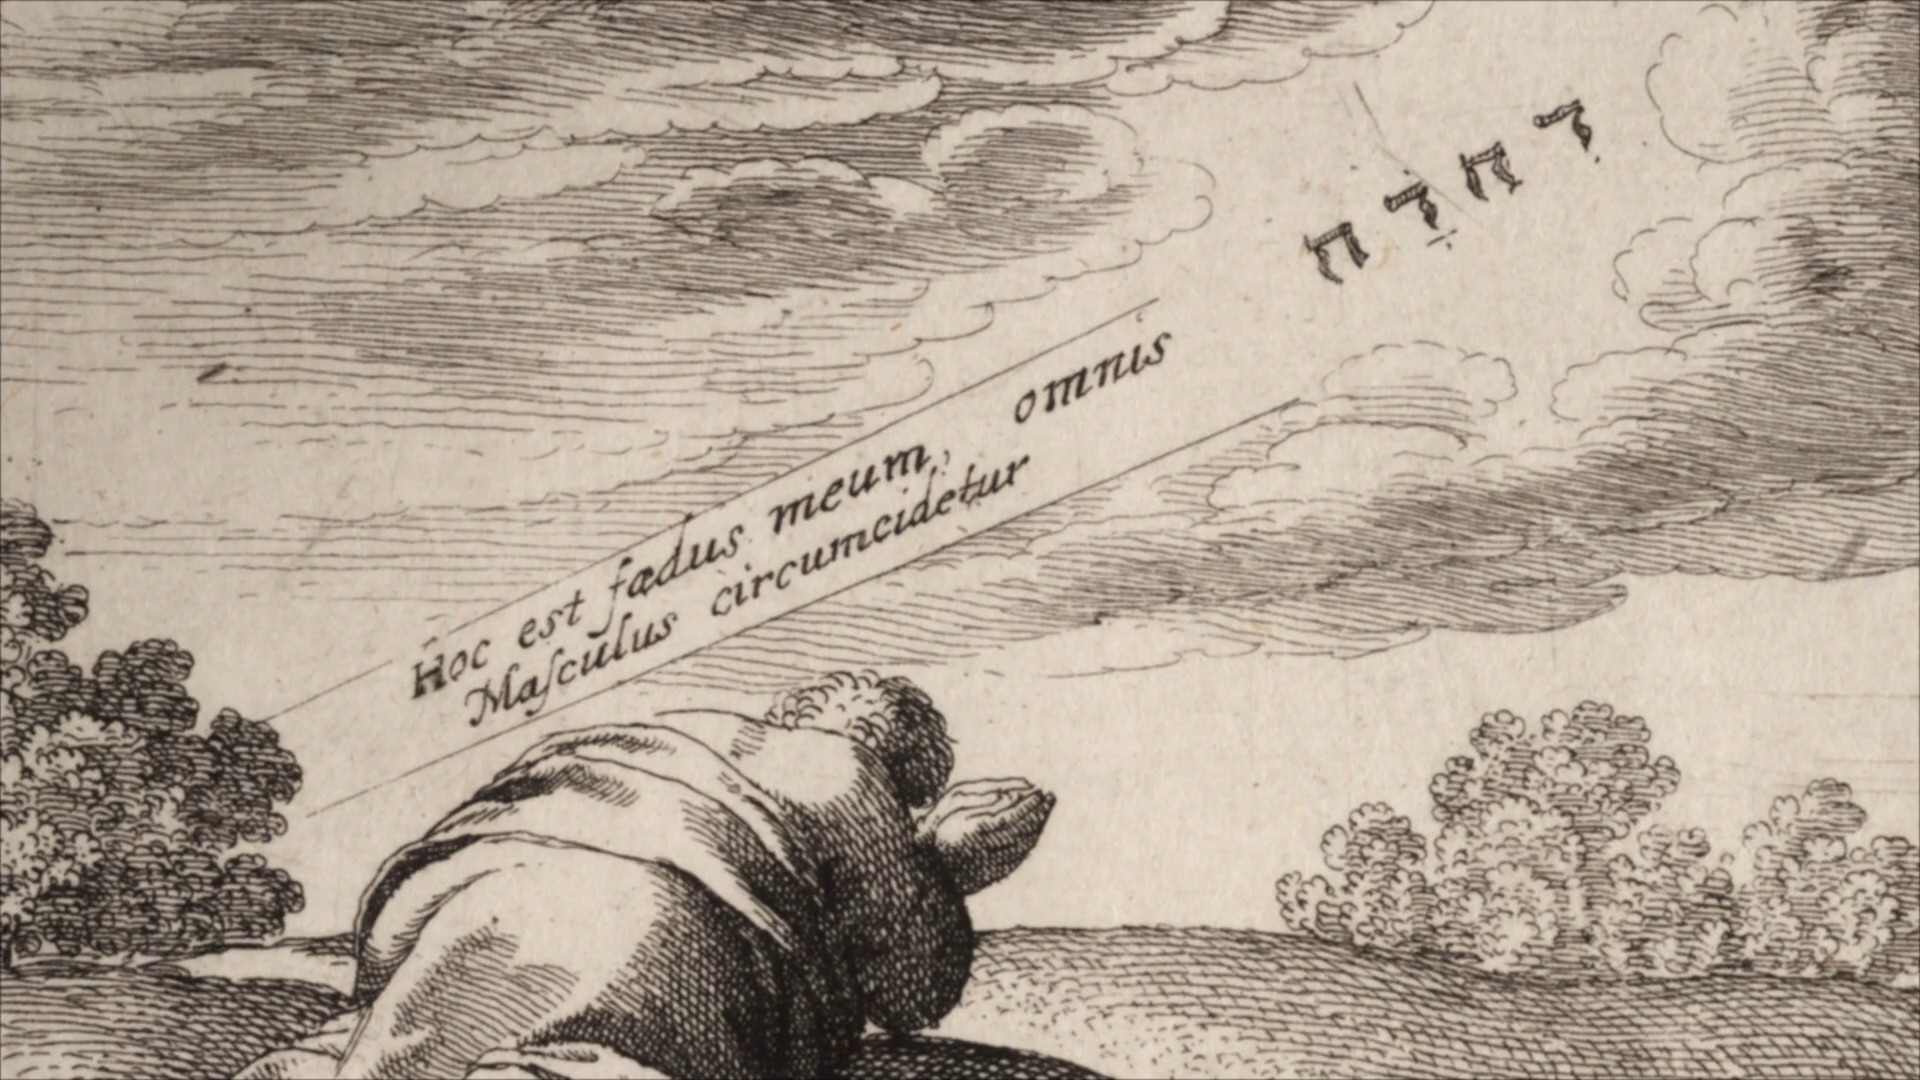 יהוה
Hoc est fædus meum, omnis
Maſculus circumcidetur